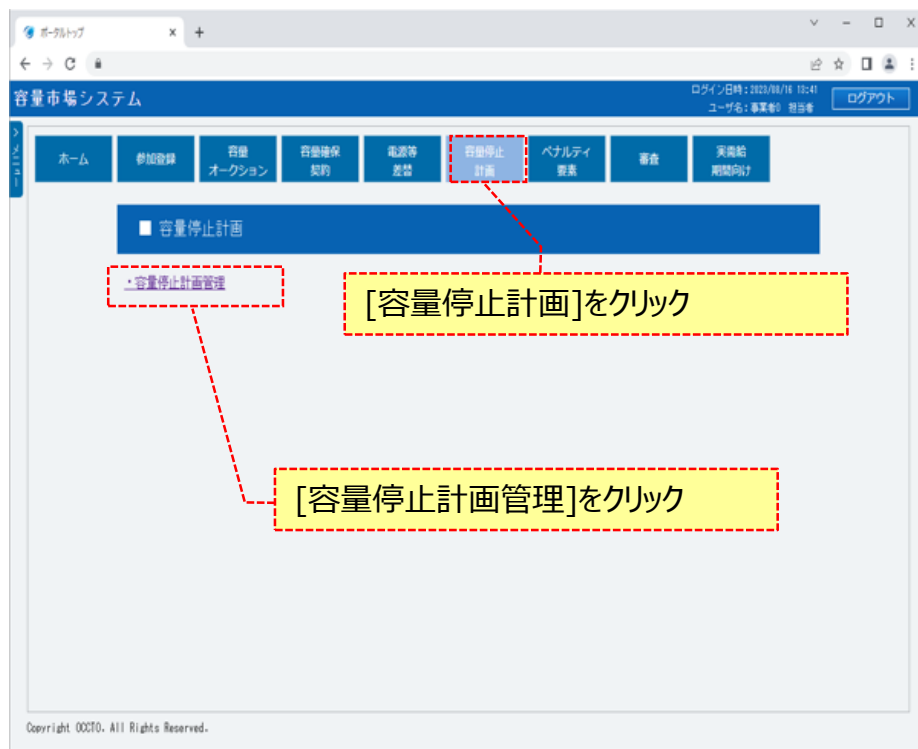 ポータルトップ
容量市場システム
ログイン日時：2023/08/16 13:41
ユーザ名：事業者0 担当者
ログアウト
メニュー
ホーム
参加登録
容量
オークション
容量確保
契約
電源等
差替
容量停止
計画
ペナルティ
要素
審査
実需給
期間向け
■ 容量停止計画
・容量停止計画管理
[容量停止計画]をクリック
[容量停止計画管理]をクリック
Copyright OCCTO. All Rights Reserved.